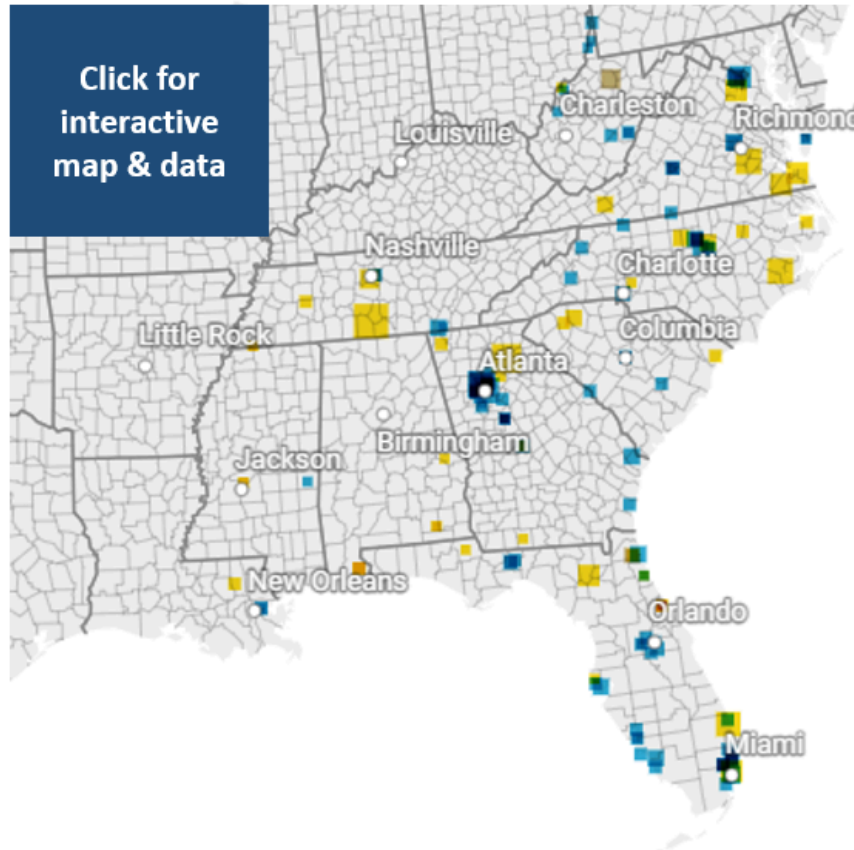 Click for
interactive
map & data
Charleston
Richmond
Louisville
Nashville
Charlotte
Little Rock
Columbia
Atlanta
Birmingham
Jackson
New Orleans
Orlando
Miami